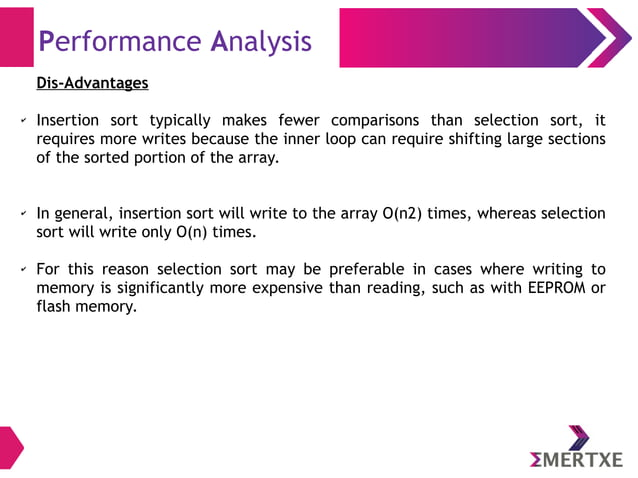 Performance Analysis
Dis-Advantages
✔ Insertion sort typically makes fewer comparisons than selection sort, it
requires more writes because the inner loop can require shifting large sections
of the sorted portion of the array.
✔ In general, insertion sort will write to the array O(n2) times, whereas selection
sort will write only O(n) times.
✔ For this reason selection sort may be preferable in cases where writing to
memory is significantly more expensive than reading, such as with EEPROM or
flash memory.
EMERTXE